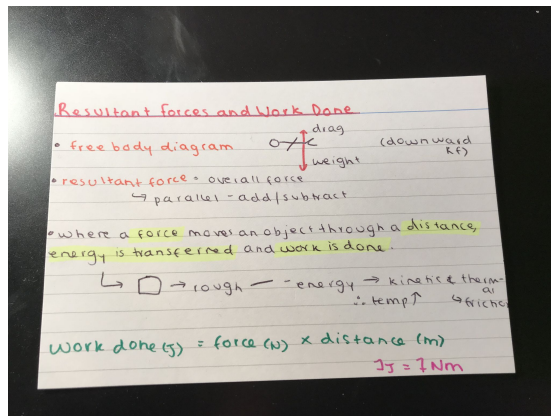 Resultant forces and Work Done
• free body diagram
drag
weight
(downward
Rf)
• resultant force = overall force
↳ parallel - add/subtract
• where a force moves an object through a distance,
energy is transferred and work is done.
↳ → rough - energy → kinetic & therm-
al
∴ temp↑ ↳ friction
Work done (J) = force (N) × distance (m)
1J = 1Nm